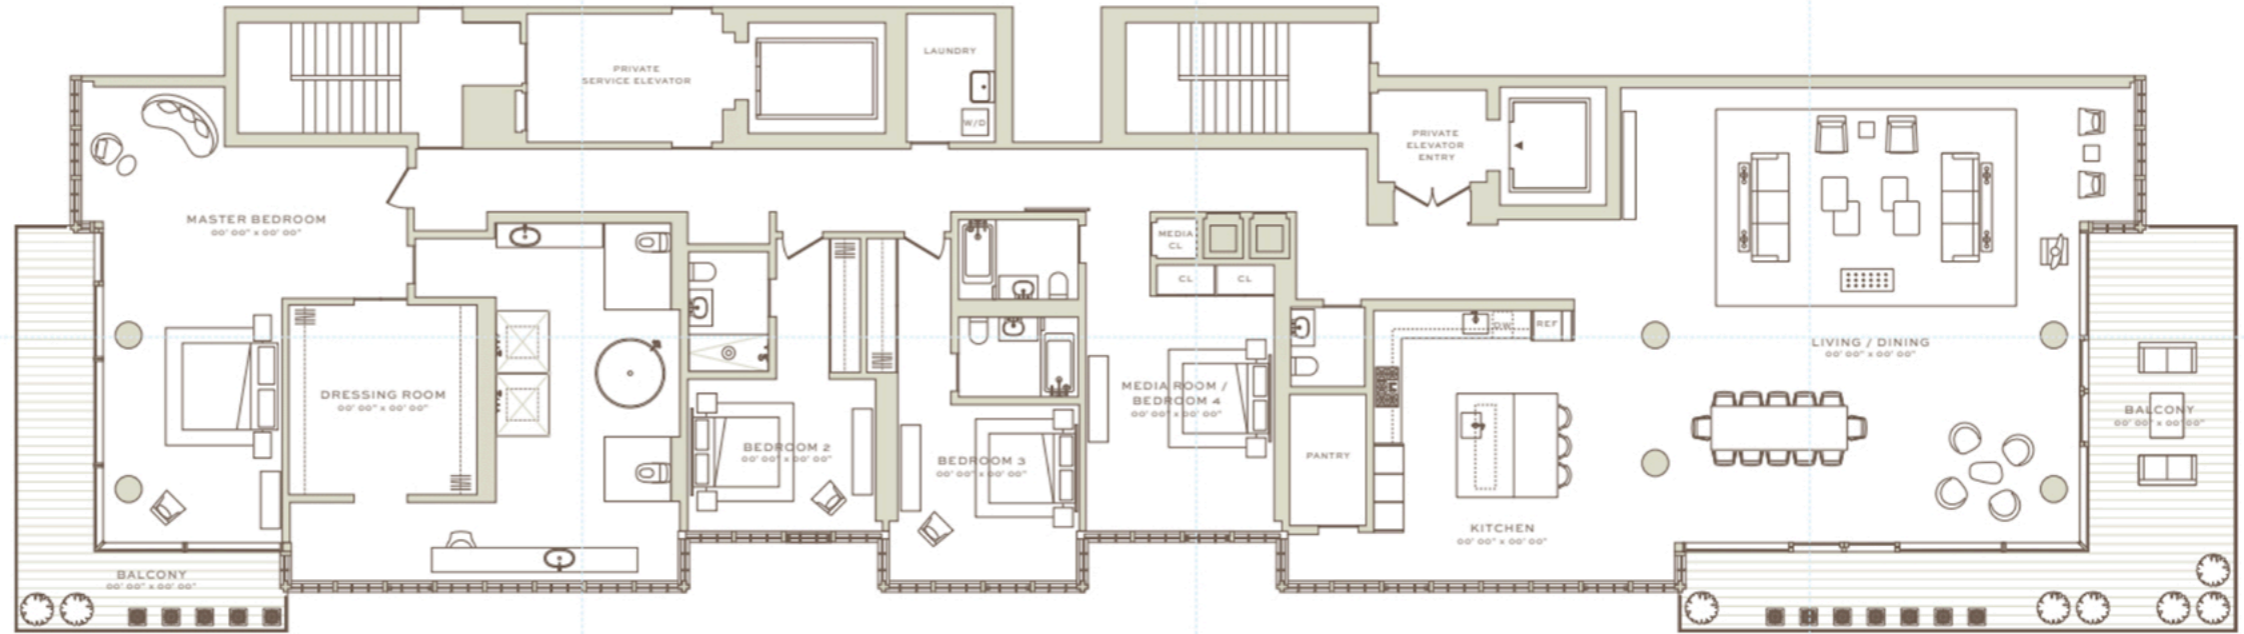 PRIVATE
SERVICE ELEVATOR
LAUNDRY
W/D
PRIVATE
ELEVATOR
ENTRY
MASTER BEDROOM
00' 00" x 00' 00"
MEDIA
CL
CL
CL
DW
REF
LIVING / DINING
00' 00" x 00' 00"
DRESSING ROOM
00' 00" x 00' 00"
MEDIA ROOM /
BEDROOM 4
00' 00" x 00' 00"
BALCONY
00' 00" x 00' 00"
BEDROOM 2
00' 00" x 00' 00"
BEDROOM 3
00' 00" x 00' 00"
PANTRY
KITCHEN
00' 00" x 00' 00"
BALCONY
00' 00" x 00' 00"